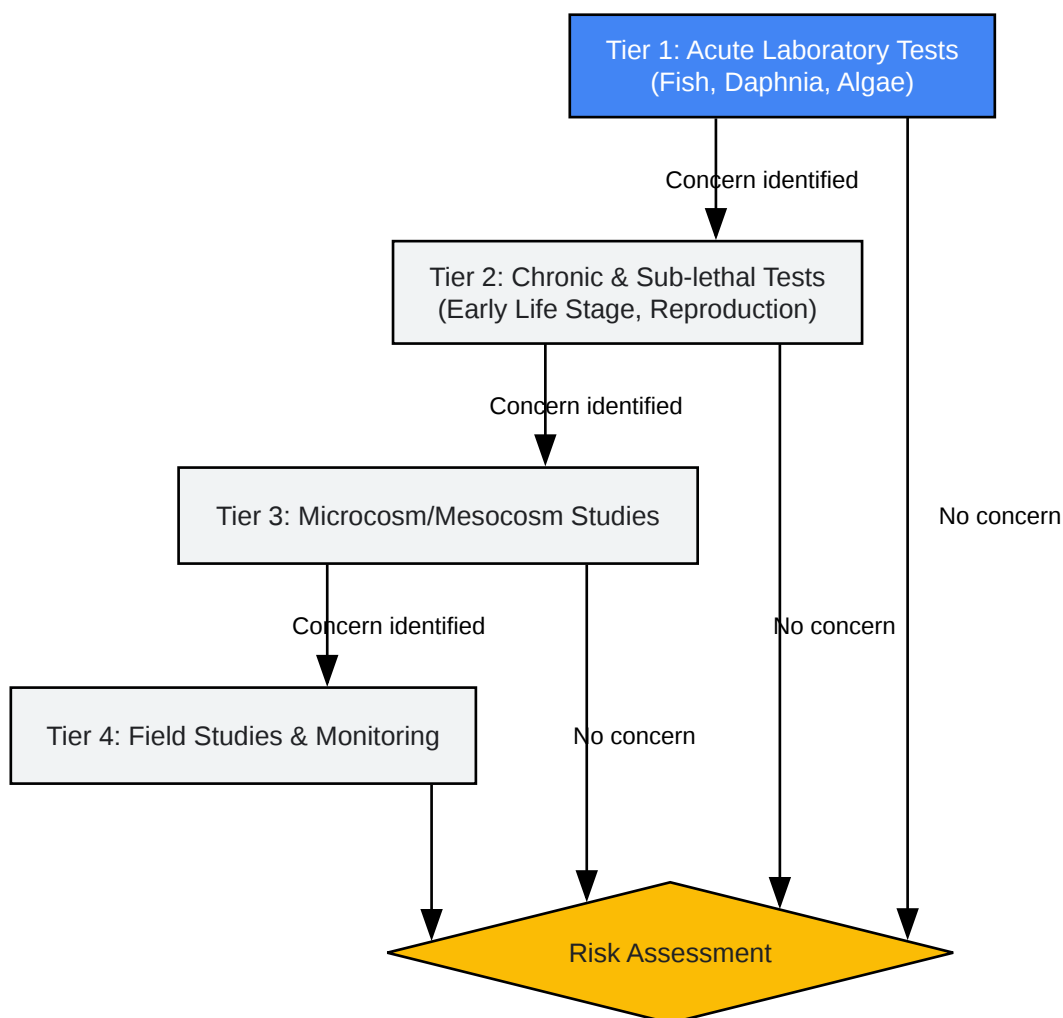 Tier 1: Acute Laboratory Tests
(Fish, Daphnia, Algae)
Concern identified
Tier 2: Chronic & Sub-lethal Tests
(Early Life Stage, Reproduction)
Concern identified
Tier 3: Microcosm/Mesocosm Studies
No concern
Concern identified
No concern
Tier 4: Field Studies & Monitoring
No concern
Risk Assessment